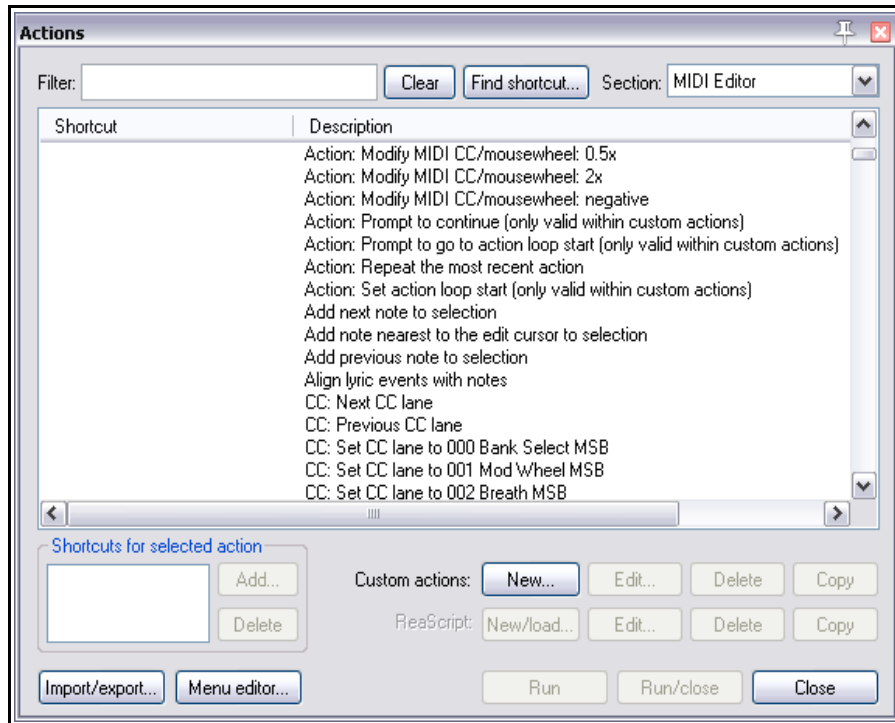 Actions
Filter: Clear Find shortcut... Section: MIDI Editor
Shortcut Description
Action: Modify MIDI CC/mousewheel: 0.5x
Action: Modify MIDI CC/mousewheel: 2x
Action: Modify MIDI CC/mousewheel: negative
Action: Prompt to continue (only valid within custom actions)
Action: Prompt to go to action loop start (only valid within custom actions)
Action: Repeat the most recent action
Action: Set action loop start (only valid within custom actions)
Add next note to selection
Add note nearest to the edit cursor to selection
Add previous note to selection
Align lyric events with notes
CC: Next CC lane
CC: Previous CC lane
CC: Set CC lane to 000 Bank Select MSB
CC: Set CC lane to 001 Mod Wheel MSB
CC: Set CC lane to 002 Breath MSB
Shortcuts for selected action
Add... Custom actions: New... Edit... Delete Copy
Delete ReaScript: New/load... Edit... Delete Copy
Import/export... Menu editor... Run Run/close Close